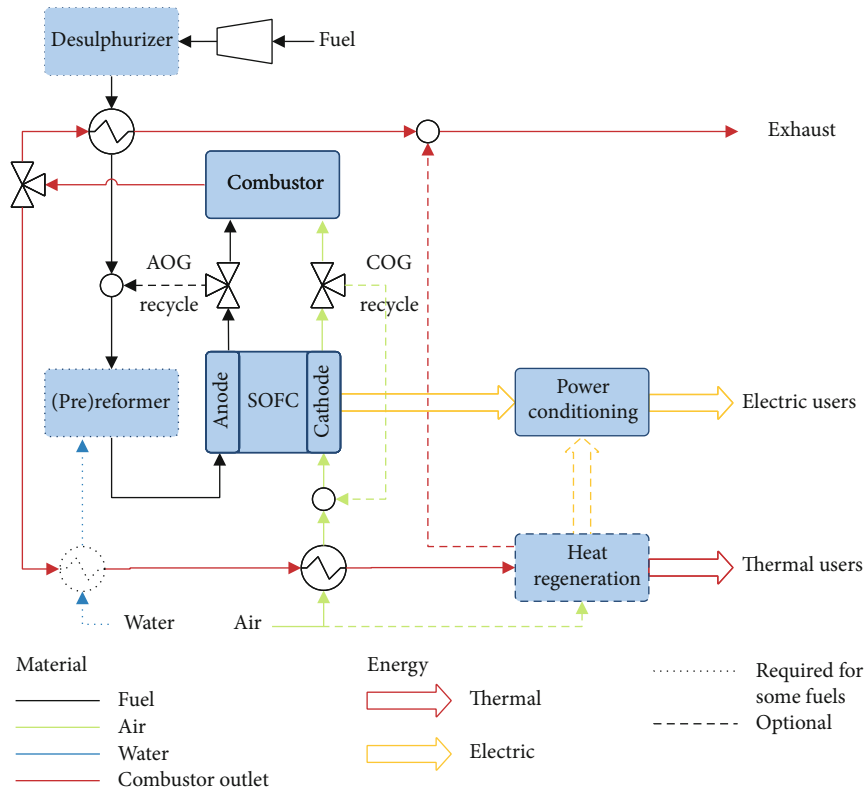 Desulphurizer
Fuel
Exhaust
Combustor
AOG
recycle
COG
recycle
(Pre)reformer
Anode
SOFC
Cathode
Power
conditioning
Electric users
Heat
regeneration
Thermal users
Water
Air
Material
Fuel
Air
Water
Combustor outlet
Energy
Thermal
Electric
Required for
some fuels
Optional